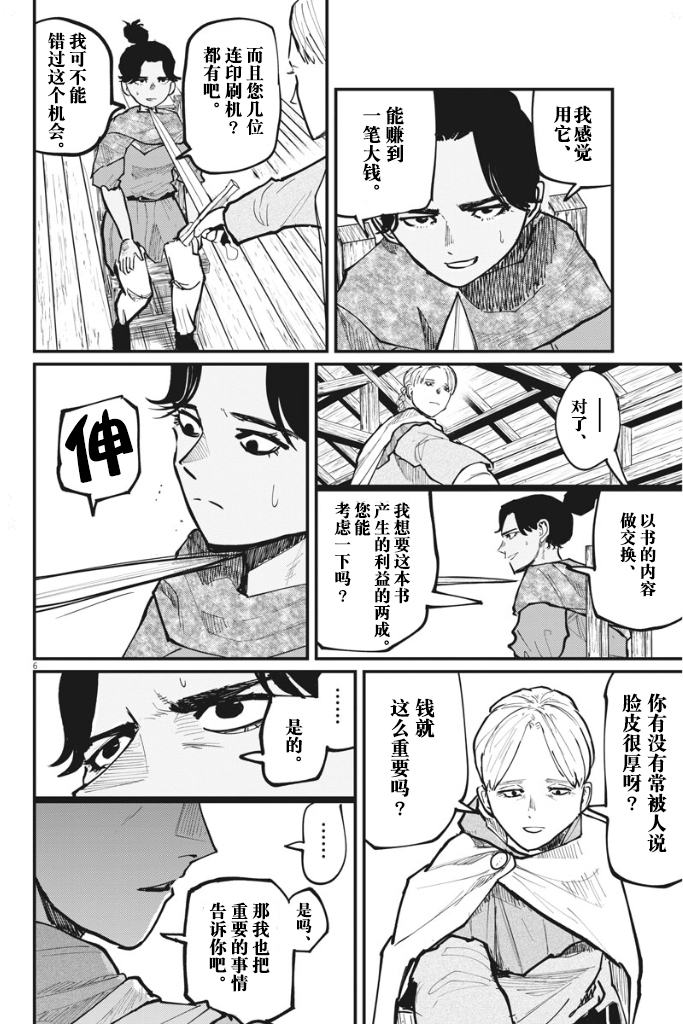 我感觉
用它、
能赚到
一笔大钱。
而且您几位
连印刷机？
都有吧。
我可不能
错过这个机会。
——
对了、
以书的内容
做交换、
我想要这本书
产生的利益的两成。
您能
考虑一下吗？
伸
你有没有常被人说
脸皮很厚呀？
钱就
这么重要吗？
……
是的。
……
是吗、
那我也把
重要的事情
告诉你吧。
6